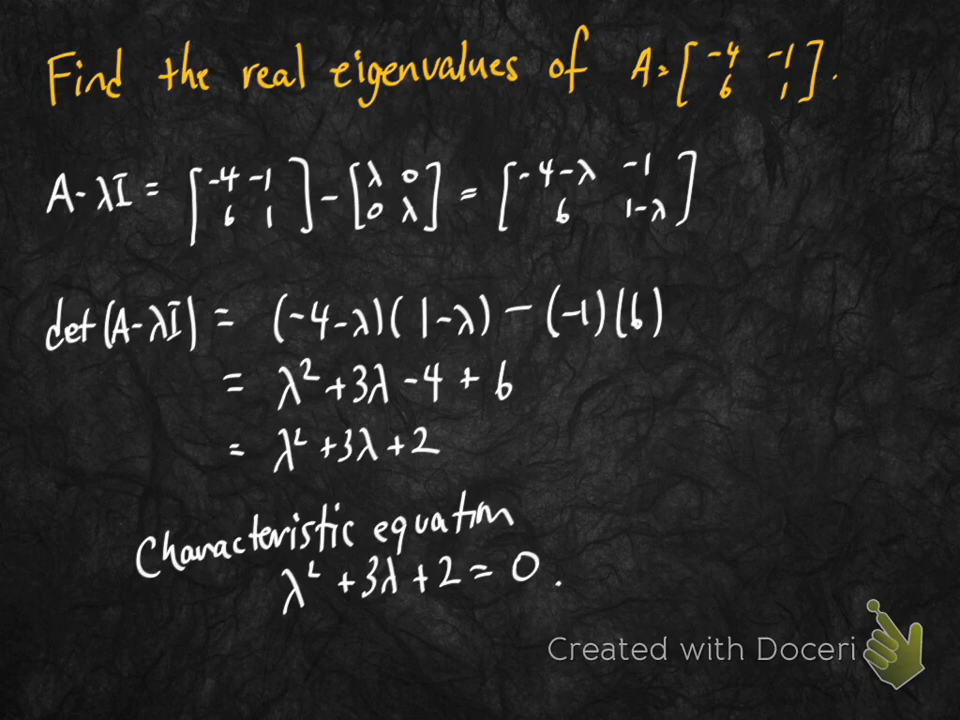 Find the real eigenvalues of A = [ -4 -1 ; 6 1 ].
A - λI = [ -4 -1 ; 6 1 ] - [ λ 0 ; 0 λ ] = [ -4-λ -1 ; 6 1-λ ]
det(A-λI) = (-4-λ)(1-λ) - (-1)(6)
= λ² + 3λ - 4 + 6
= λ² + 3λ + 2
Characteristic equation
λ² + 3λ + 2 = 0.
Created with Doceri